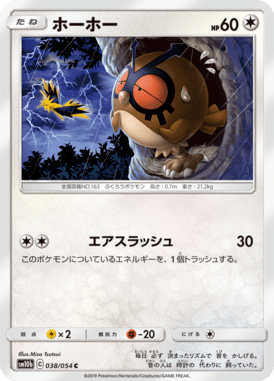 たね ホーホー HP60
全国図鑑NO.163 ふくろうポケモン 高さ:0.7m 重さ:21.2kg
エアスラッシュ 30
このポケモンについているエネルギーを、1個トラッシュする。
弱点 ×2 抵抗力 -20 にげる
Illus.Misa Tsutsui
sm10b C 038/054 C
毎日 必ず 決まったリズムで 首を かしげる。
昔の人は 時計の 代わりに 飼っていた。
©2019 Pokémon/Nintendo/Creatures/GAME FREAK.